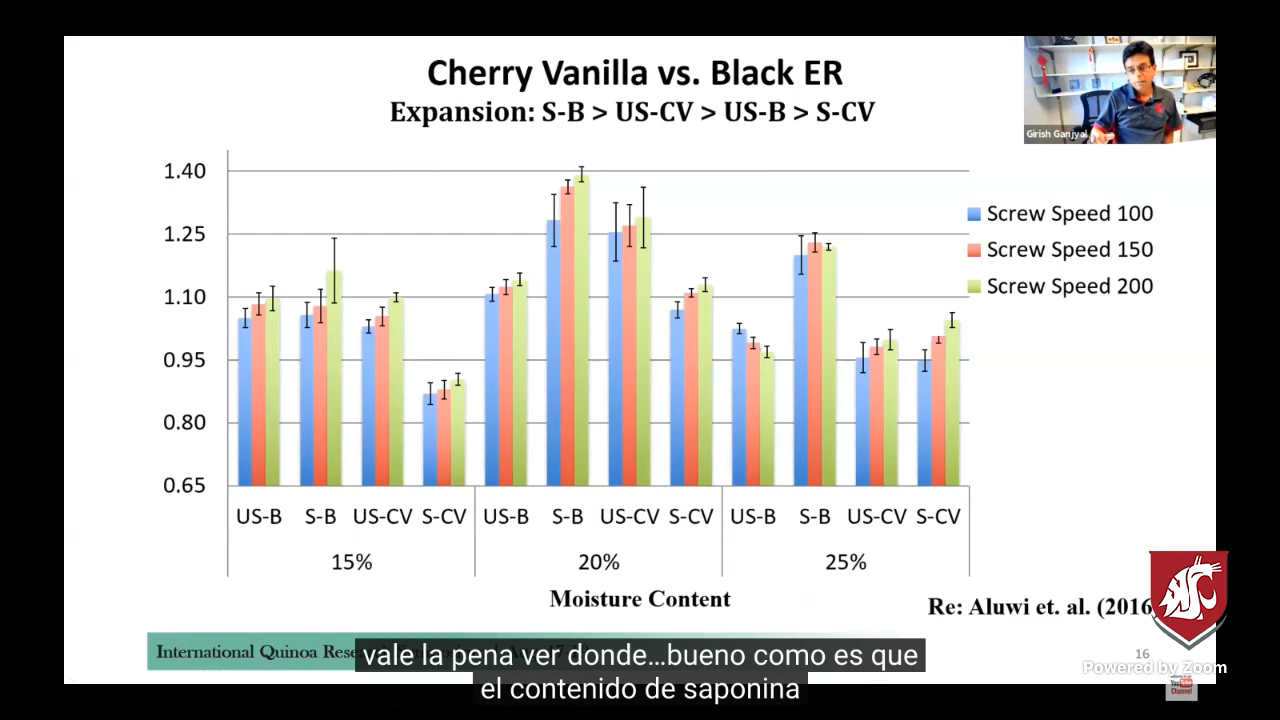 Cherry Vanilla vs. Black ER
Expansion: S-B > US-CV > US-B > S-CV
Girish Ganjyal
1.40
1.25
1.10
0.95
0.80
0.65
Screw Speed 100
Screw Speed 150
Screw Speed 200
US-B S-B US-CV S-CV US-B S-B US-CV S-CV US-B S-B US-CV S-CV
15% 20% 25%
Moisture Content
Re: Aluwi et. al. (2016
International Quinoa
16
vale la pena ver donde...bueno como es que
el contenido de saponina
Powered by Zoom
You Tube
Channel